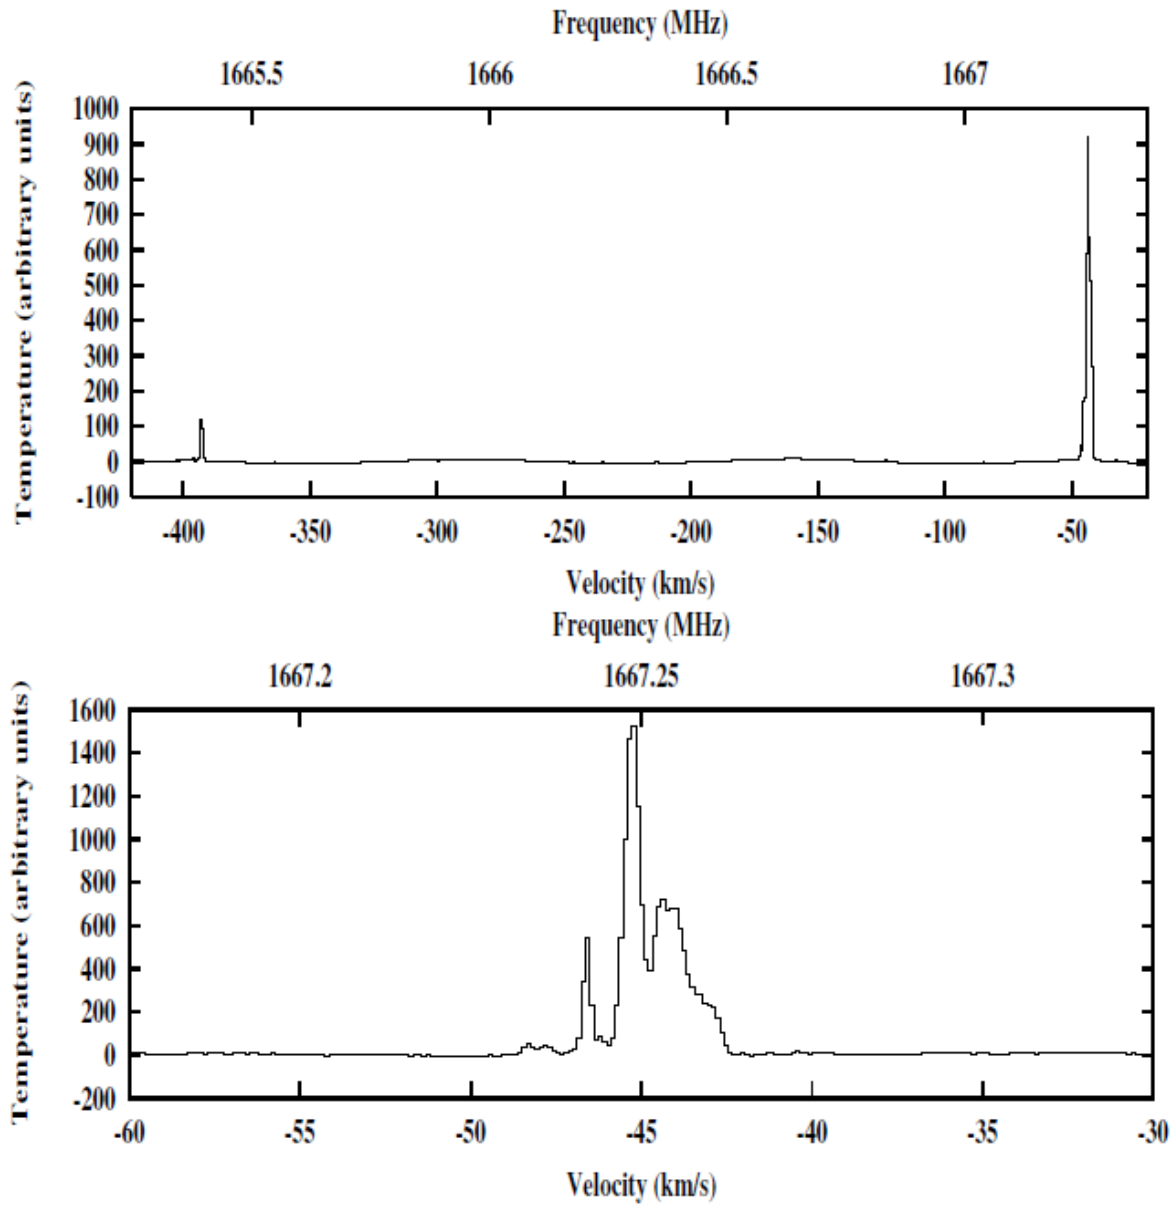 Frequency (MHz)
1665.5 1666 1666.5 1667
Temperature (arbitrary units)
1000
900
800
700
600
500
400
300
200
100
0
-100
-400 -350 -300 -250 -200 -150 -100 -50
Velocity (km/s)
Frequency (MHz)
1667.2 1667.25 1667.3
Temperature (arbitrary units)
1600
1400
1200
1000
800
600
400
200
0
-200
-60 -55 -50 -45 -40 -35 -30
Velocity (km/s)